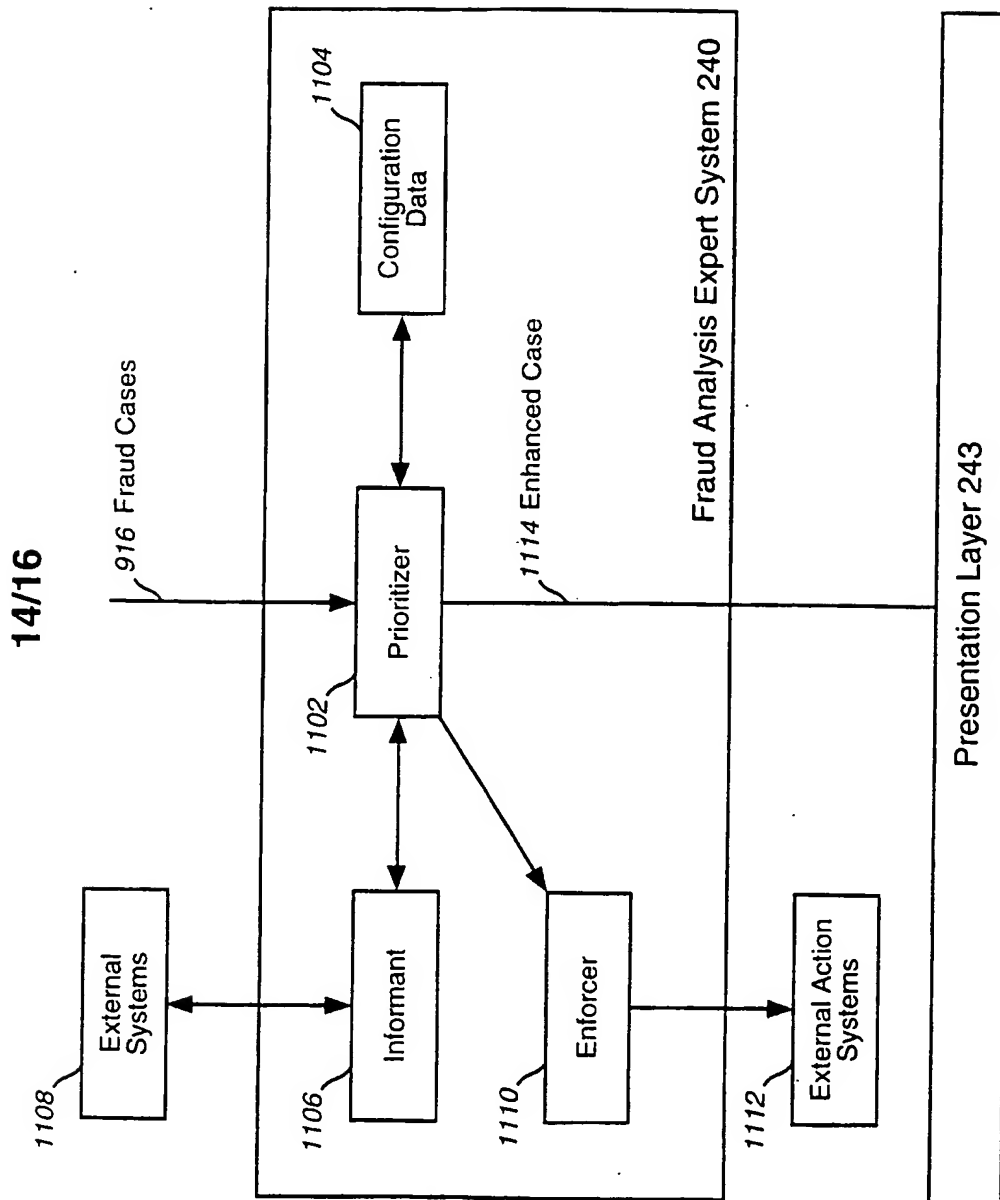 14/16
916 Fraud Cases
1108
External
Systems
1102
1104
1106
Informant
Prioritizer
Configuration
Data
1110
Enforcer
1114 Enhanced Case
Fraud Analysis Expert System 240
1112
External Action
Systems
Presentation Layer 243